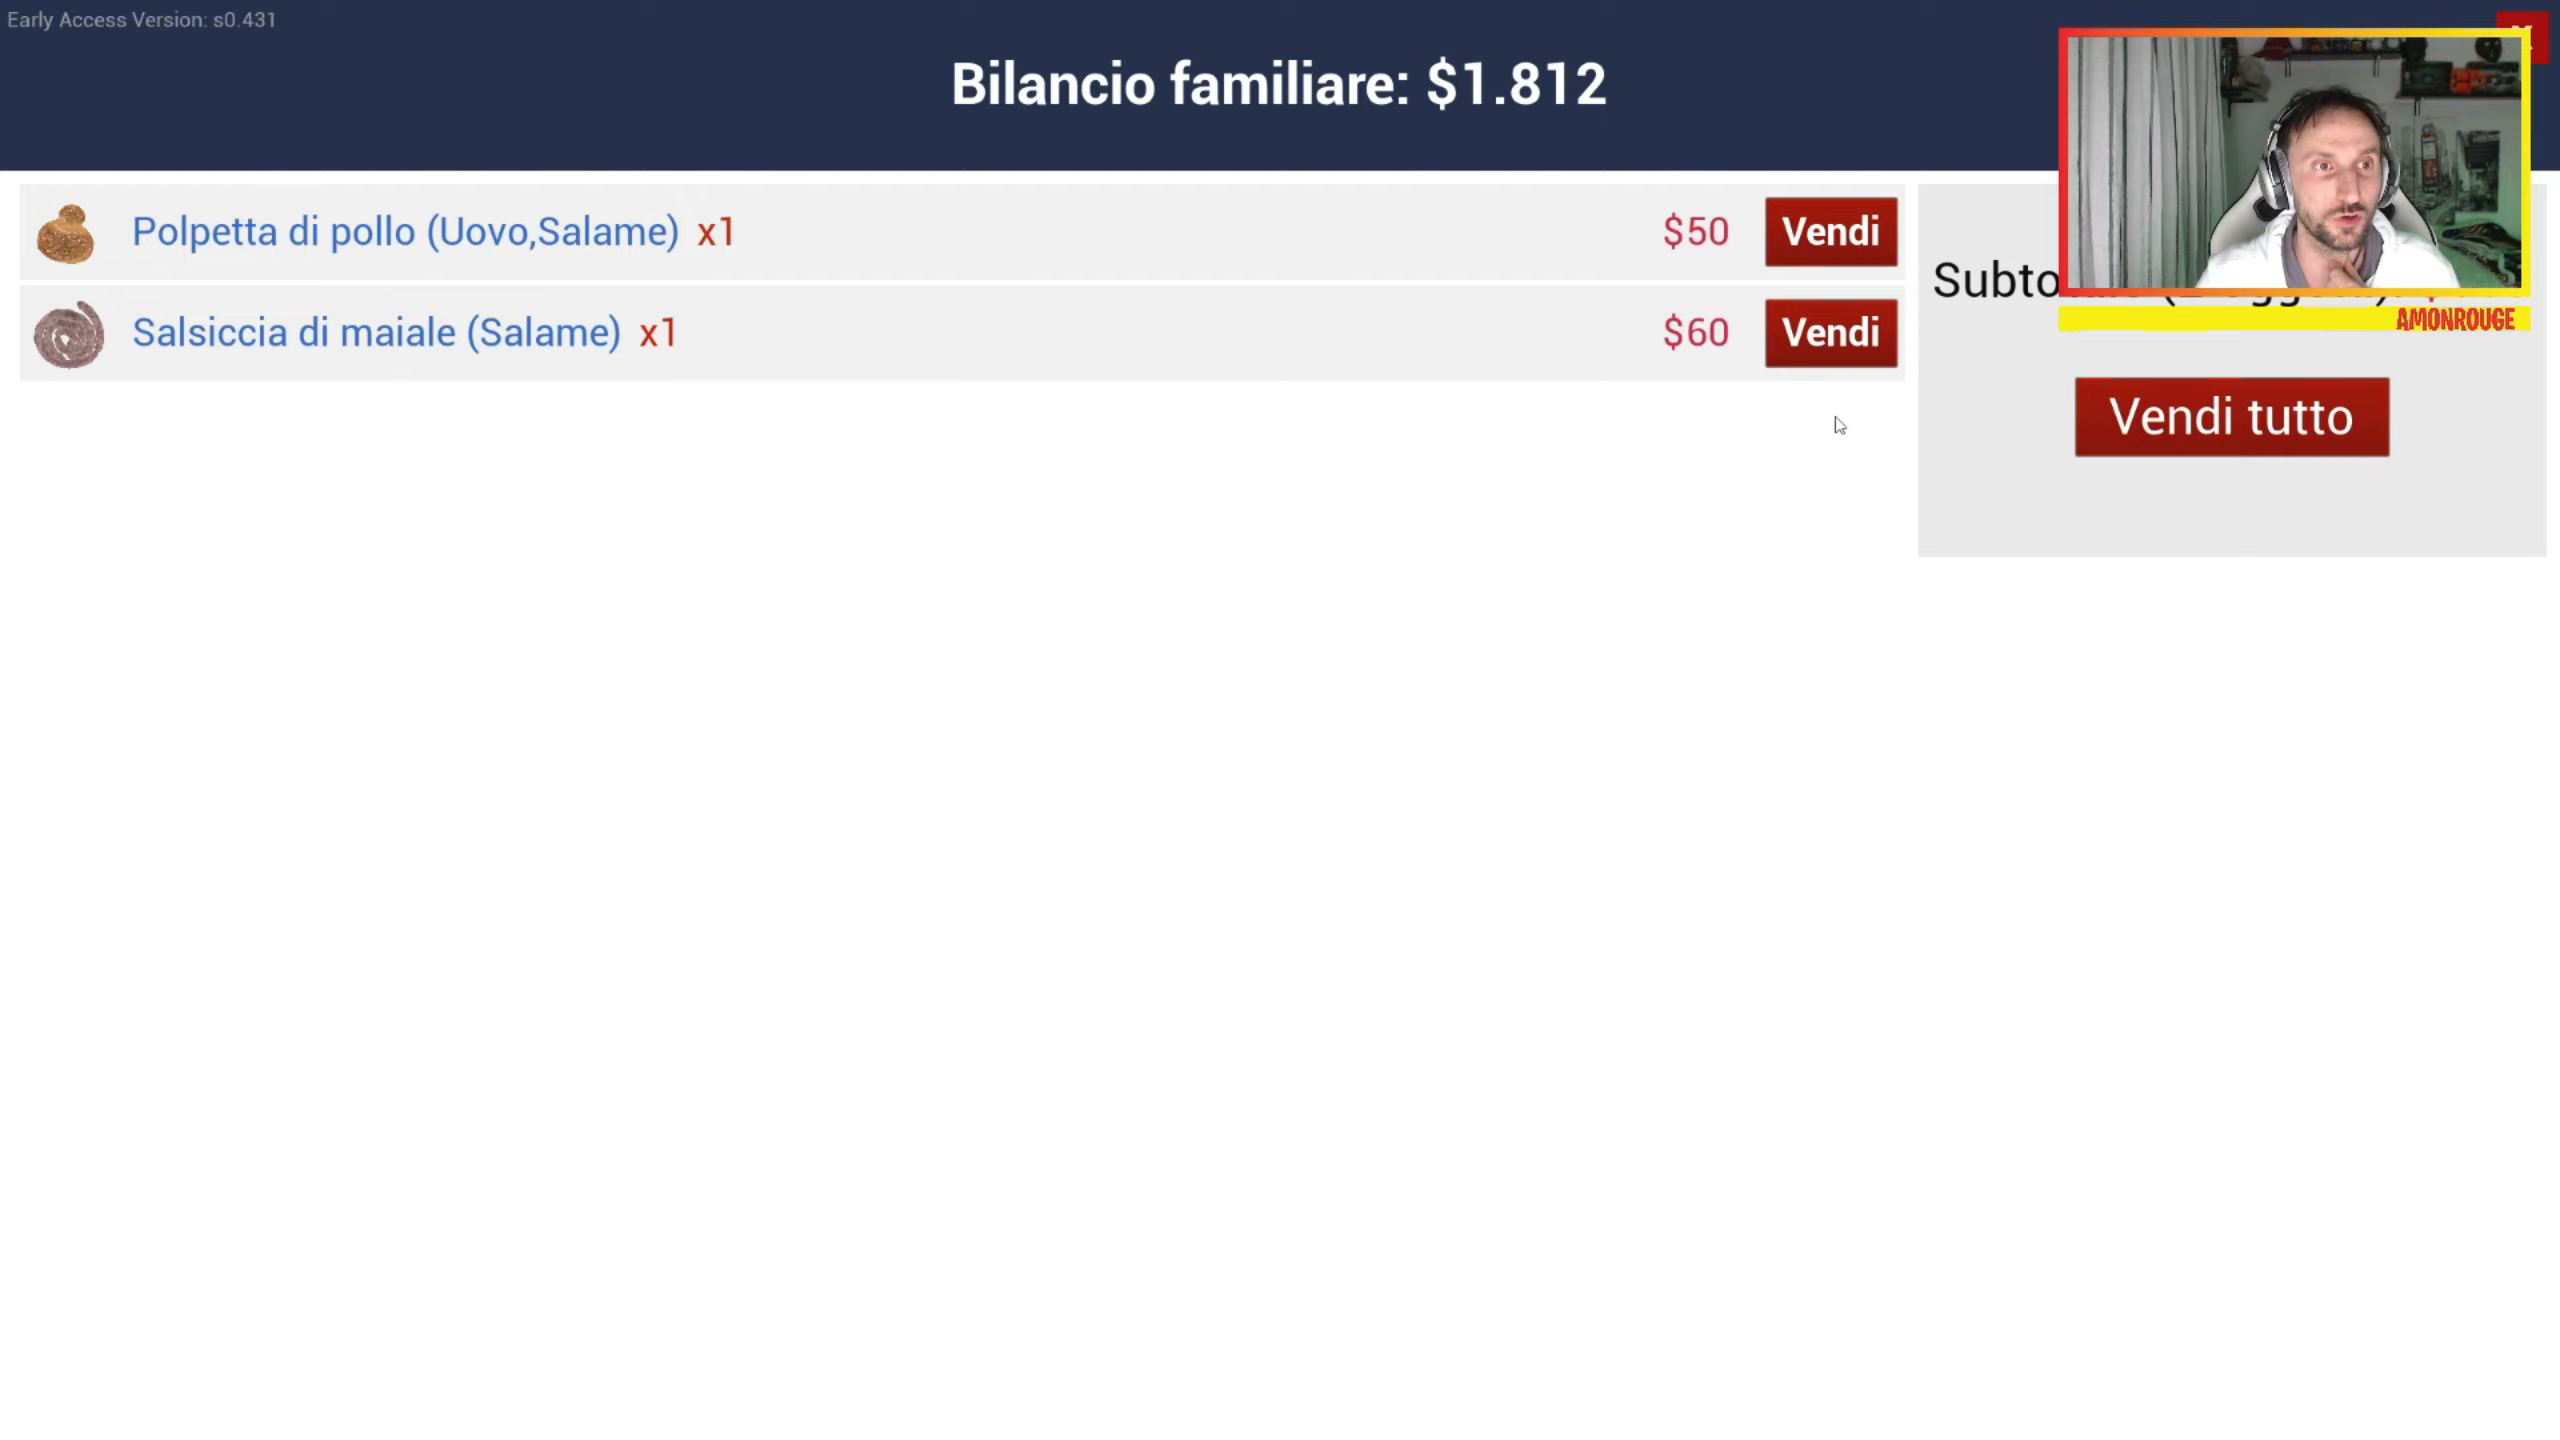 Early Access Version: s0.431
Bilancio familiare: $1.812
Polpetta di pollo (Uovo,Salame) x1 $50 Vendi
Salsiccia di maiale (Salame) x1 $60 Vendi
AMONROUGE
Vendi tutto